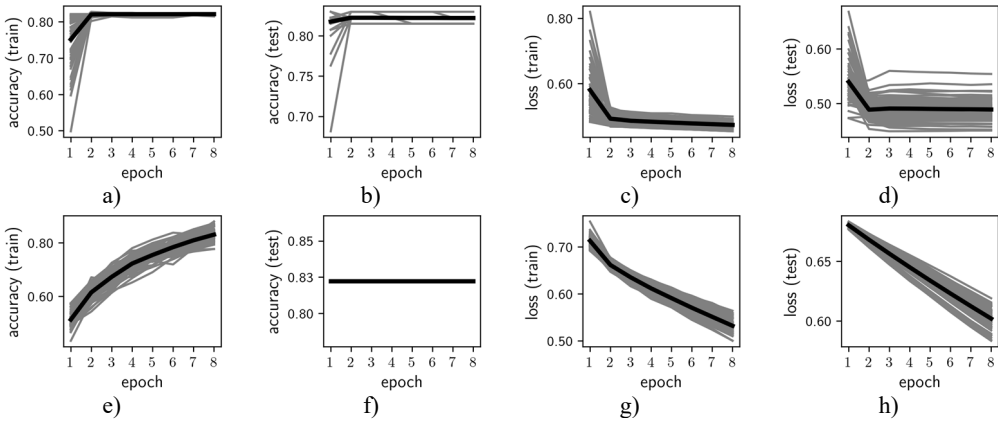 accuracy (train)
0.80
0.70
0.60
0.50
1 2 3 4 5 6 7 8
epoch
a)
accuracy (test)
0.80
0.75
0.70
1 2 3 4 5 6 7 8
epoch
b)
loss (train)
0.80
0.60
1 2 3 4 5 6 7 8
epoch
c)
loss (test)
0.60
0.50
1 2 3 4 5 6 7 8
epoch
d)
accuracy (train)
0.80
0.60
1 2 3 4 5 6 7 8
epoch
e)
accuracy (test)
0.85
0.83
0.80
1 2 3 4 5 6 7 8
epoch
f)
loss (train)
0.70
0.60
0.50
1 2 3 4 5 6 7 8
epoch
g)
loss (test)
0.65
0.60
1 2 3 4 5 6 7 8
epoch
h)